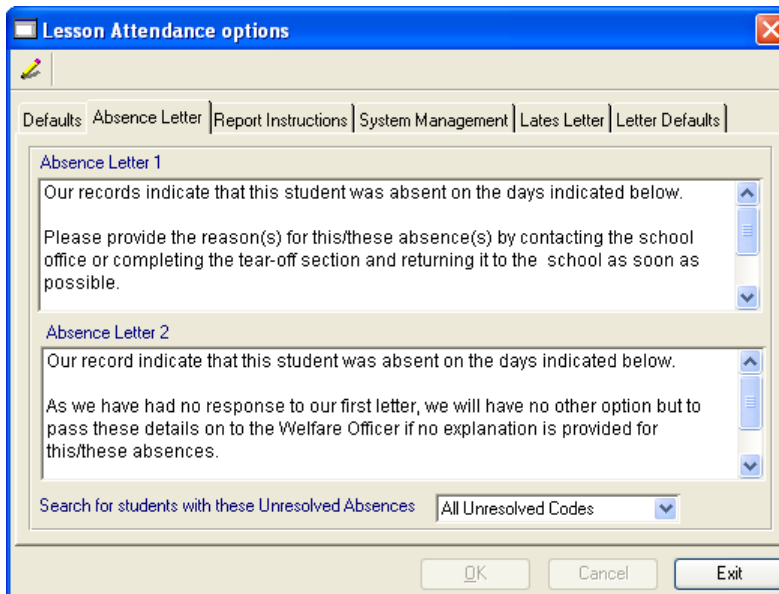 Lesson Attendance options
Defaults Absence Letter Report Instructions System Management Lates Letter Letter Defaults
Absence Letter 1
Our records indicate that this student was absent on the days indicated below.
Please provide the reason(s) for this/these absence(s) by contacting the school
office or completing the tear-off section and returning it to the school as soon as
possible.
Absence Letter 2
Our record indicate that this student was absent on the days indicated below.
As we have had no response to our first letter, we will have no other option but to
pass these details on to the Welfare Officer if no explanation is provided for
this/these absences.
Search for students with these Unresolved Absences All Unresolved Codes
OK Cancel Exit